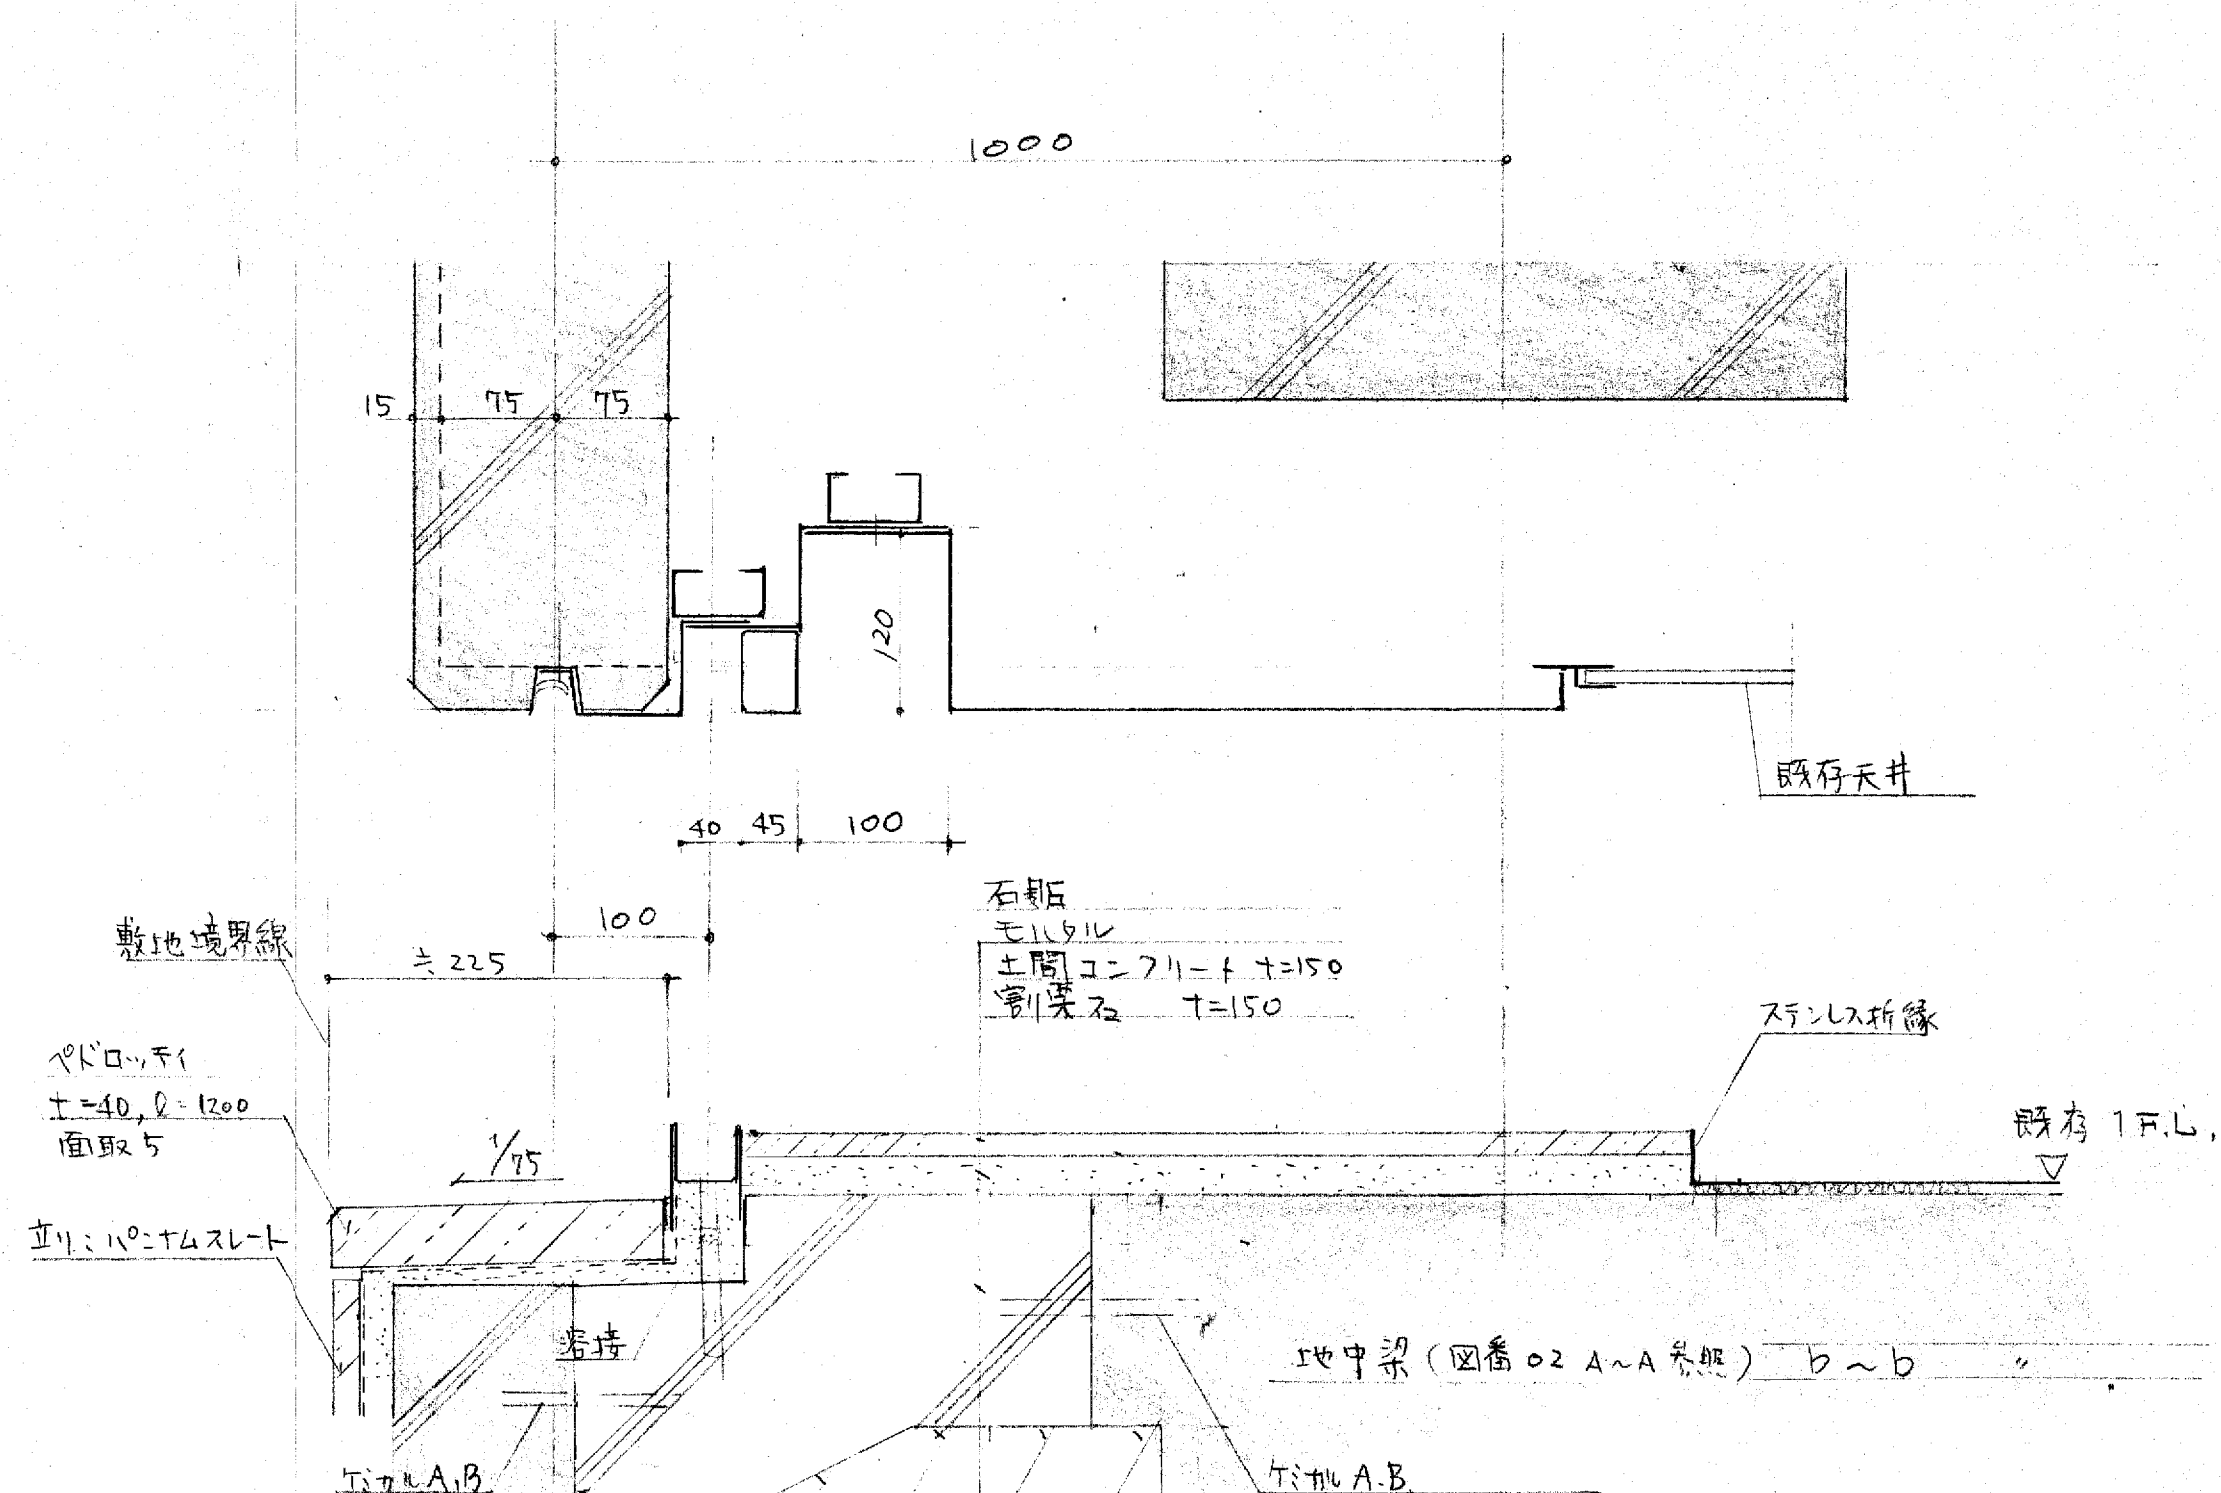 1000
15
75
75
120
既存天井
40
45
100
石貼
モルタル
土間コンクリート t=150
割栗石 t=150
敷地境界線
100
≒225
ステンレス折縁
ペドロッティ
t=40, ℓ=1200
面取5
1/75
既存1F.L.
立リ:パニナムスレート
溶接
地中梁(図番02 A~A 参照) b~b 〃
ケミカルA.B
ケミカルA.B.